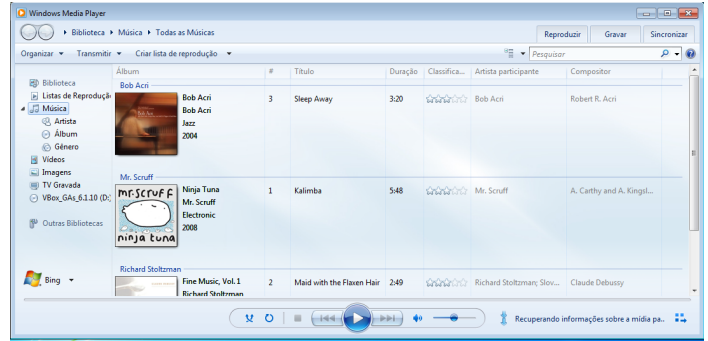 Windows Media Player
Biblioteca ▸ Música ▸ Todas as Músicas
Reproduzir Gravar Sincronizar
Organizar Transmitir Criar lista de reprodução Pesquisar
Álbum # Título Duração Classifica... Artista participante Compositor
Biblioteca
Listas de Reproduçã
Música
Artista
Álbum
Gênero
Vídeos
Imagens
TV Gravada
VBox_GAs_6.1.10 (D:
Outras Bibliotecas
Bing
Bob Acri
Bob Acri 3 Sleep Away 3:20 Bob Acri Robert R. Acri
Bob Acri
Jazz
2004
Mr. Scruff
mr.scruff
ninja tuna
Ninja Tuna 1 Kalimba 5:48 Mr. Scruff A. Carthy and A. Kingsl...
Mr. Scruff
Electronic
2008
Richard Stoltzman
Fine Music, Vol. 1 2 Maid with the Flaxen Hair 2:49 Richard Stoltzman; Slov... Claude Debussy
Richard Stoltzman
Recuperando informações sobre a mídia pa..